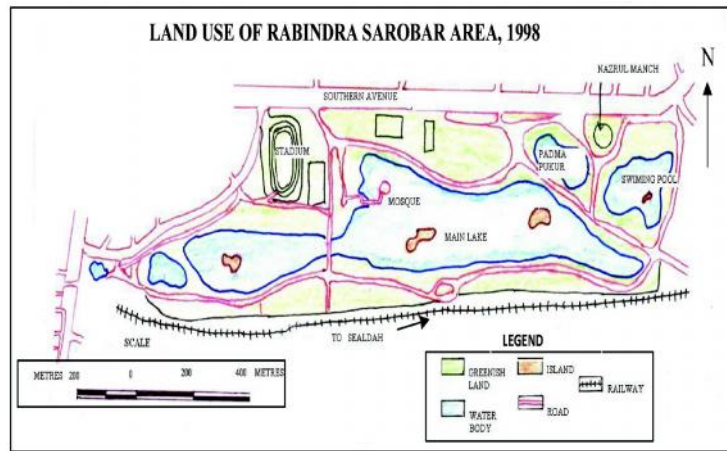 LAND USE OF RABINDRA SAROBAR AREA, 1998
N
NAZRUL MANCH
SOUTHERN AVENUE
STADIUM
PADMA
PUKUR
SWIMING POOL
MOSQUE
MAIN LAKE
TO SEALDAH
SCALE
METRES 200 0 200 400 METRES
LEGEND
GREENISH
LAND
ISLAND
RAILWAY
WATER
BODY
ROAD